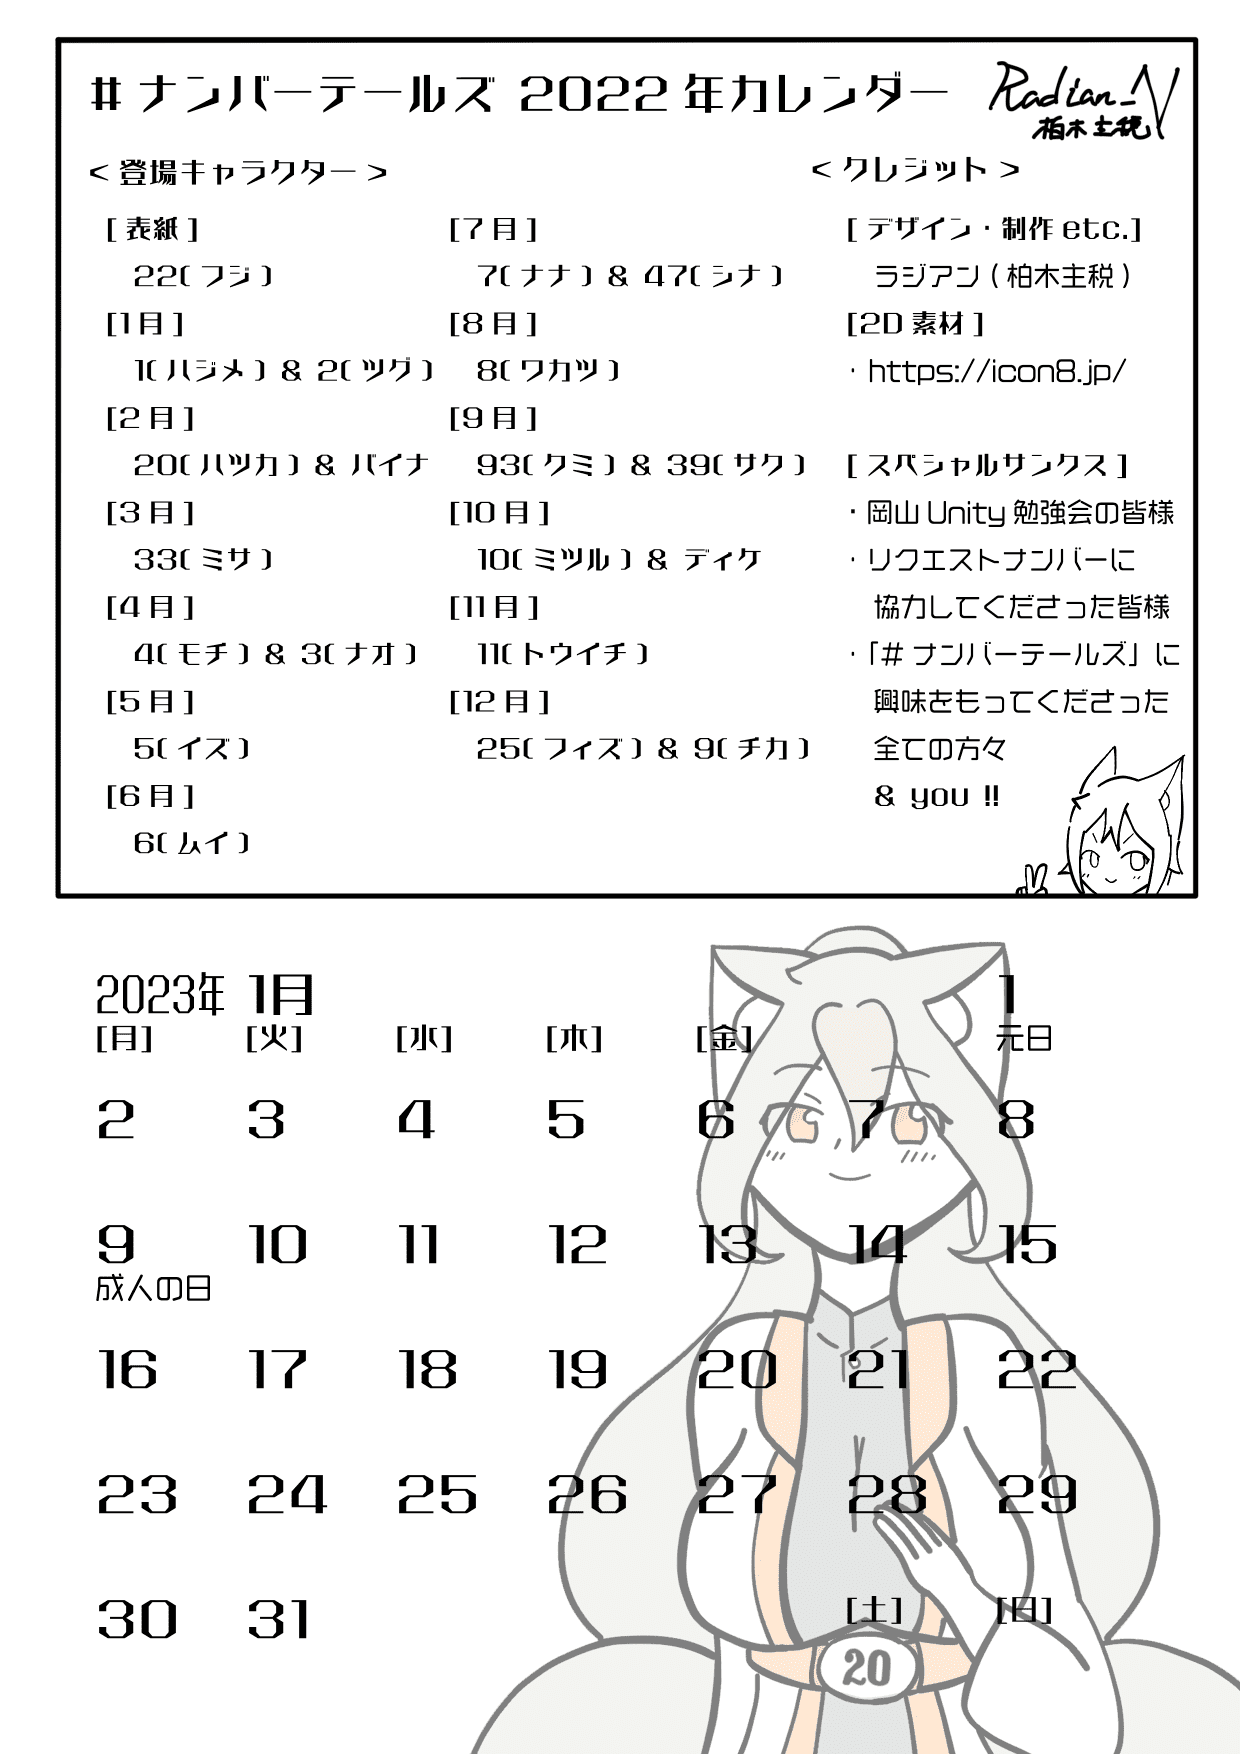 #ナンバーテールズ 2022年カレンダー
Radian_N
柏木主税
<登場キャラクター>
[表紙]
22(フジ)
[1月]
1(ハジメ) & 2(ツグ)
[2月]
20(ハツカ) & バイナ
[3月]
33(ミサ)
[4月]
4(モチ) & 3(ナオ)
[5月]
5(イズ)
[6月]
6(ムイ)
[7月]
7(ナナ) & 47(シナ)
[8月]
8(ワカツ)
[9月]
93(クミ) & 39(サク)
[10月]
10(ミツル) & ディケ
[11月]
11(トウイチ)
[12月]
25(フィズ) & 9(チカ)
<クレジット>
[デザイン・制作etc.]
ラジアン(柏木主税)
[2D素材]
・https://icon8.jp/
[スペシャルサンクス]
・岡山Unity勉強会の皆様
・リクエストナンバーに
協力してくださった皆様
・「#ナンバーテールズ」に
興味をもってくださった
全ての方々
& you !!
2023年 1月 1
[月] [火] [水] [木] [金] 元日
2 3 4 5 6 7 8
9 10 11 12 13 14 15
成人の日
16 17 18 19 20 21 22
23 24 25 26 27 28 29
30 31 [土] [日]
20